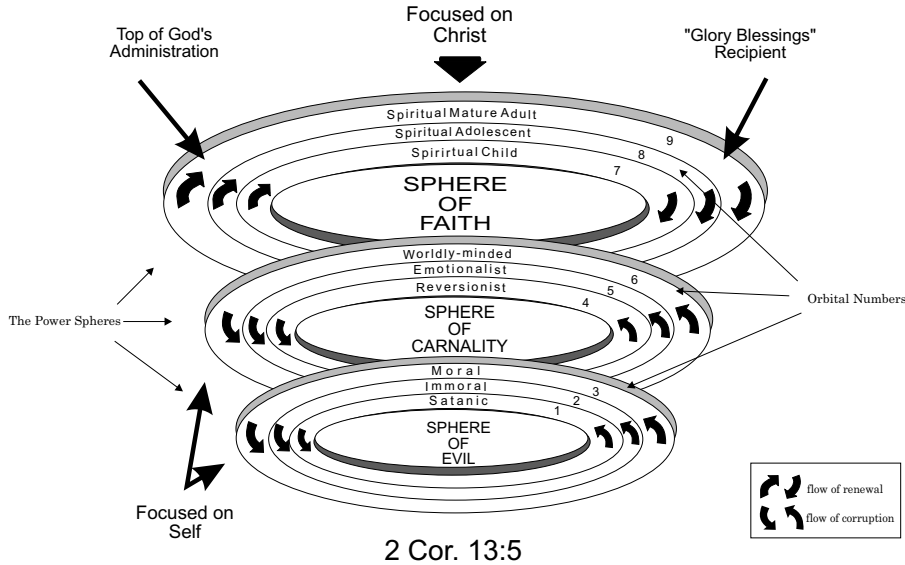 Focused on
Christ
Top of God's
Administration
"Glory Blessings"
Recipient
Spiritual Mature Adult
9
Spiritual Adolescent
8
Spirirtual Child
7
SPHERE
OF
FAITH
Worldly-minded
6
Emotionalist
5
Reversionist
4
SPHERE
OF
CARNALITY
The Power Spheres
Orbital Numbers
Moral
3
Immoral
2
Satanic
1
SPHERE
OF
EVIL
Focused on
Self
flow of renewal
flow of corruption
2 Cor. 13:5